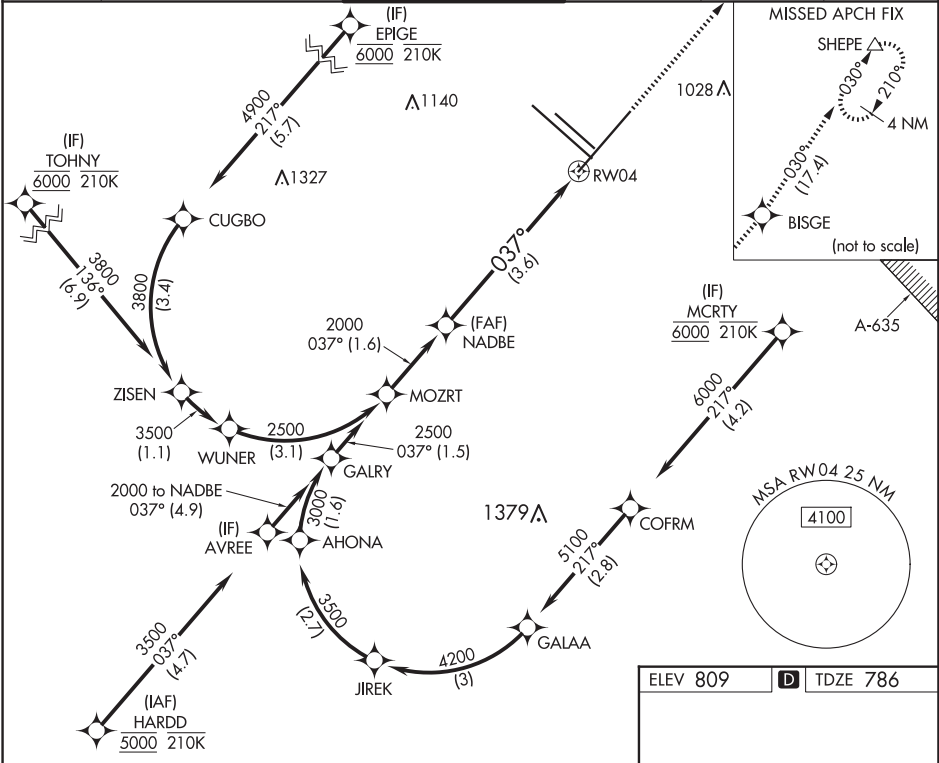 (IF)
EPIGE
6000 210K
4900
217°
(5.7)
1140
1327
1028
MISSED APCH FIX
SHEPE
030°
210°
4 NM
030°
(17.4)
BISGE
(not to scale)
A-635
(IF)
TOHNY
6000 210K
3800
136°
(6.9)
CUGBO
3800
(3.4)
RW04
037°
(3.6)
2000
037° (1.6)
(FAF)
NADBE
(IF)
MCRTY
6000 210K
6000
217°
(4.2)
ZISEN
MOZRT
3500
(1.1)
WUNER
2500
(3.1)
2500
037° (1.5)
GALRY
2000 to NADBE
037° (4.9)
3000
(1.6)
(IF)
AVREE
AHONA
1379
COFRM
5100
217°
(2.8)
MSA RW04 25 NM
4100
3500
(2.7)
GALAA
4200
(3)
JIREK
3500
037°
(4.7)
(IAF)
HARDD
5000 210K
ELEV 809 D TDZE 786